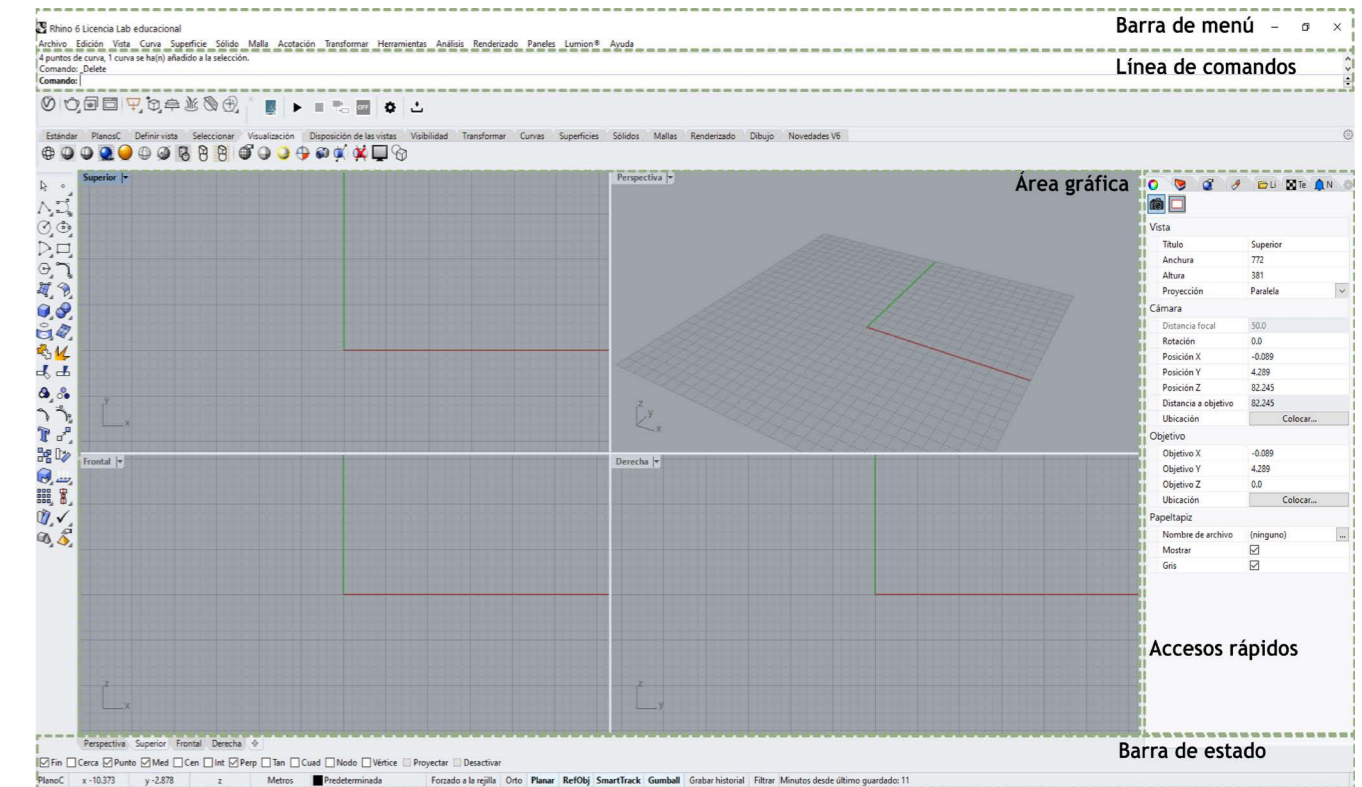 Rhino 6 Licencia Lab educacional
Barra de menú
Archivo Edición Vista Curva Superficie Sólido Malla Acotación Transformar Herramientas Análisis Renderizado Paneles Lumion® Ayuda
4 puntos de curva, 1 curva se ha(n) añadido a la selección.
Comando: _Delete
Línea de comandos
Comando:
OFF
Estándar PlanosC Definir vista Seleccionar Visualización Disposición de las vistas Visibilidad Transformar Curvas Superficies Sólidos Mallas Renderizado Dibujo Novedades V6
Superior
Perspectiva
Área gráfica
Li Te N
Vista
Título Superior
Anchura 772
Altura 381
Proyección Paralela
Cámara
Distancia focal 50.0
Rotación 0.0
Posición X -0.089
Posición Y 4.289
Posición Z 82.245
Distancia a objetivo 82.245
Ubicación Colocar...
Objetivo
Objetivo X -0.089
Objetivo Y 4.289
Objetivo Z 0.0
Ubicación Colocar...
Papeltapiz
Nombre de archivo (ninguno) ...
Mostrar
Gris
y
x
z
y
x
Frontal
Derecha
z
x
z
y
Accesos rápidos
Perspectiva Superior Frontal Derecha
Barra de estado
Fin Cerca Punto Med Cen Int Perp Tan Cuad Nodo Vértice Proyectar Desactivar
PlanoC x -10.373 y -2.878 z Metros Predeterminada Forzado a la rejilla Orto Planar RefObj SmartTrack Gumball Grabar historial Filtrar Minutos desde último guardado: 11